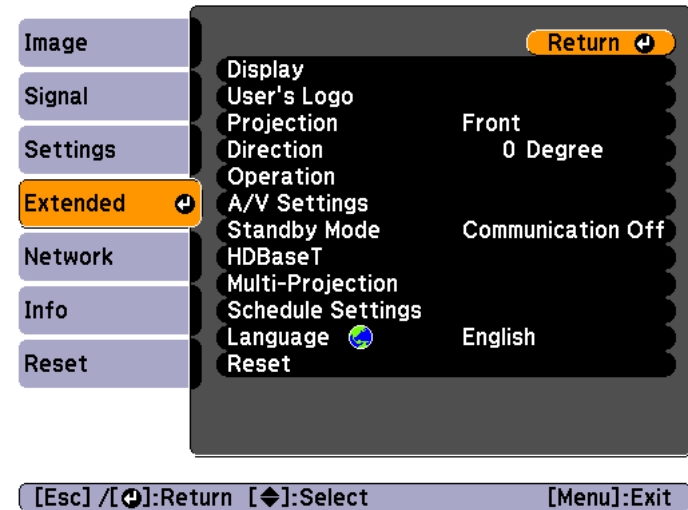 Image
Signal
Settings
Extended
Network
Info
Reset
Return
Display
User's Logo
Projection Front
Direction 0 Degree
Operation
A/V Settings
Standby Mode Communication Off
HDBaseT
Multi-Projection
Schedule Settings
Language English
Reset
[Esc] /[]:Return []:Select [Menu]:Exit